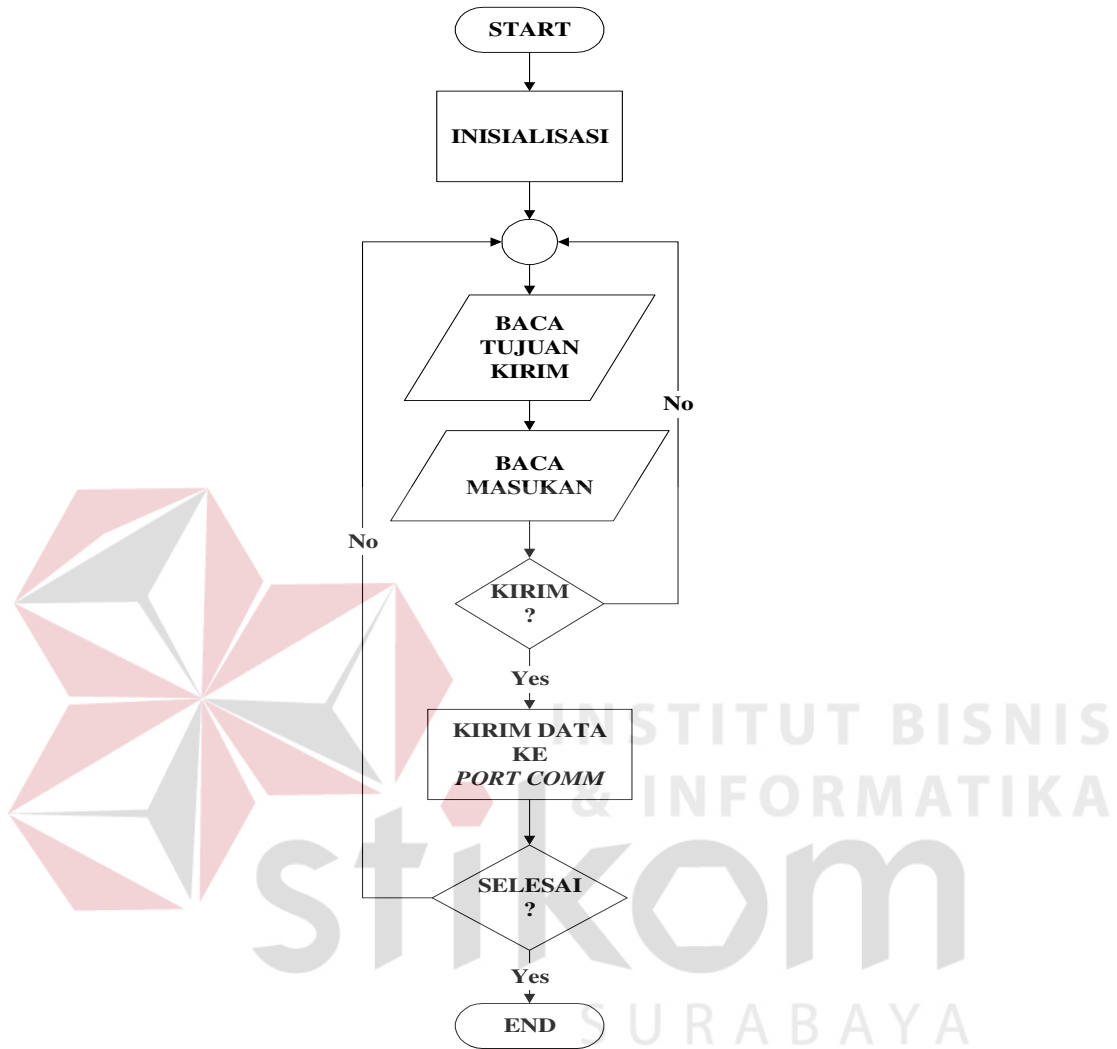 START
INISIALISASI
BACA
TUJUAN
KIRIM
No
BACA
MASUKAN
No
KIRIM
?
Yes
KIRIM DATA
KE
PORT COMM
INSTITUT BISNIS
& INFORMATIKA
stikom
SELESAI
?
Yes
END
SURABAYA